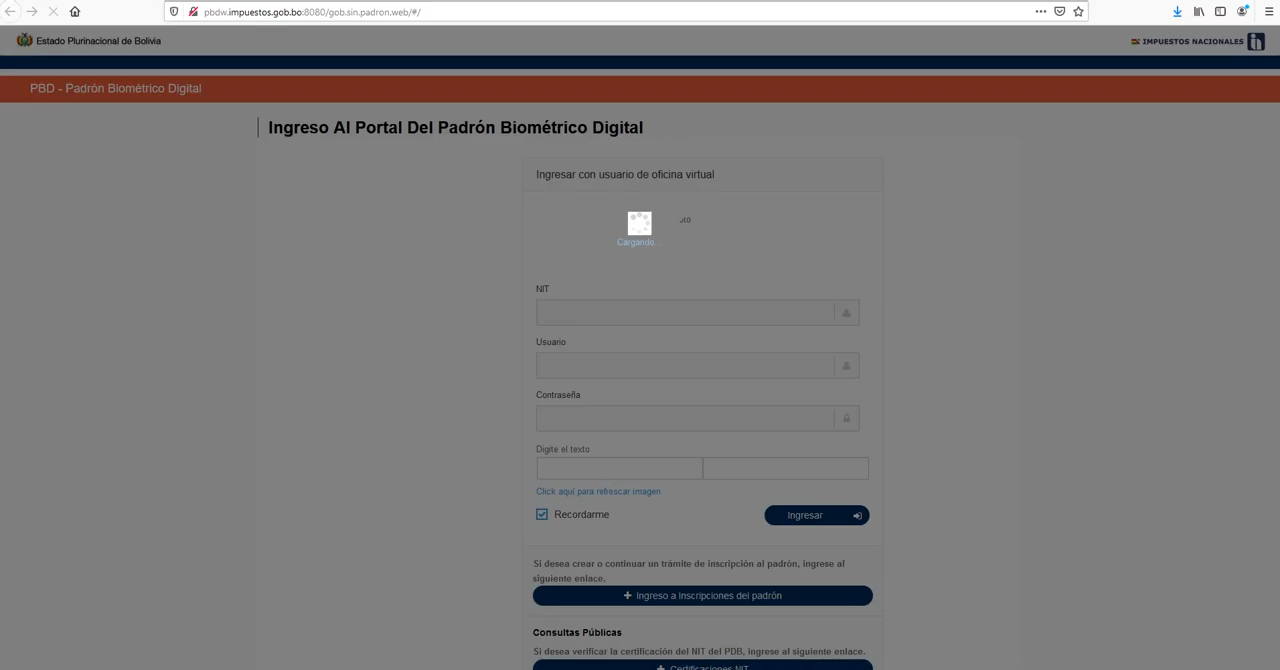 pbdw.impuestos.gob.bo:8080/gob.sin.padron.web/#/
Estado Plurinacional de Bolivia
IMPUESTOS NACIONALES
PBD - Padrón Biométrico Digital
Ingreso Al Portal Del Padrón Biométrico Digital
Ingresar con usuario de oficina virtual
Cargando...
NIT
Usuario
Contraseña
Digite el texto
Click aquí para refrescar imagen
Recordarme
Ingresar
Si desea crear o continuar un trámite de inscripción al padrón, ingrese al
siguiente enlace.
Ingreso a Inscripciones del padrón
Consultas Públicas
Si desea verificar la certificación del NIT del PDB, ingrese al siguiente enlace.
Certificaciones NIT